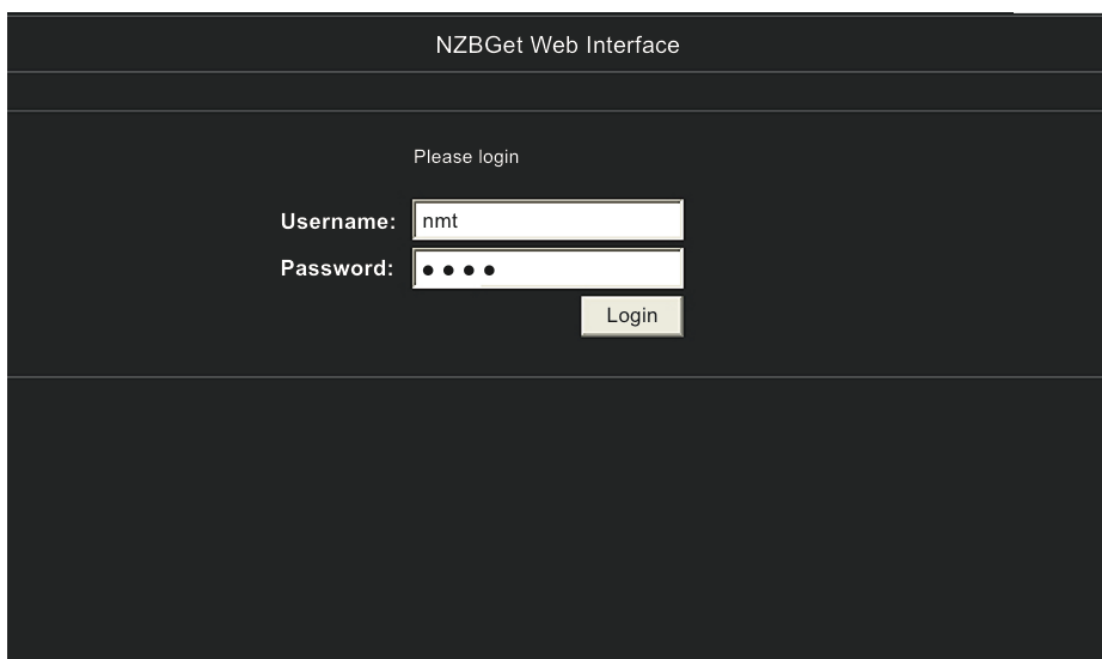 NZBGet Web Interface
Please login
Username: nmt
Password: ● ● ● ●
Login